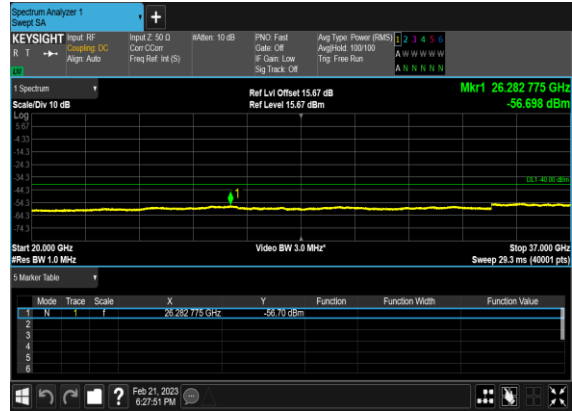 Spectrum Analyzer 1
Swept SA
+
KEYSIGHT Input: RF Input Z: 50 Ω #Atten: 10 dB PNO: Fast Avg Type: Power (RMS) 1 2 3 4 5 6
R T Coupling: DC Corr CCorr Gate: Off Avg|Hold: 100/100 A W W W W W
Align: Auto Freq Ref: Int (S) IF Gain: Low Trig: Free Run
Sig Track: Off A N N N N N
1 Spectrum Ref Lvl Offset 15.67 dB Mkr1 26.282 775 GHz
Scale/Div 10 dB Ref Level 15.67 dBm -56.698 dBm
Log
5.67
-4.33
-14.3
-24.3
-34.3
DL1 -40.00 dBm
-44.3
1
-54.3
-64.3
-74.3
Start 20.000 GHz Video BW 3.0 MHz* Stop 37.000 GHz
#Res BW 1.0 MHz Sweep 29.3 ms (40001 pts)
5 Marker Table
Mode Trace Scale X Y Function Function Width Function Value
1 N 1 f 26.282 775 GHz -56.70 dBm
2
3
4
5
6
? Feb 21, 2023
6:27:51 PM